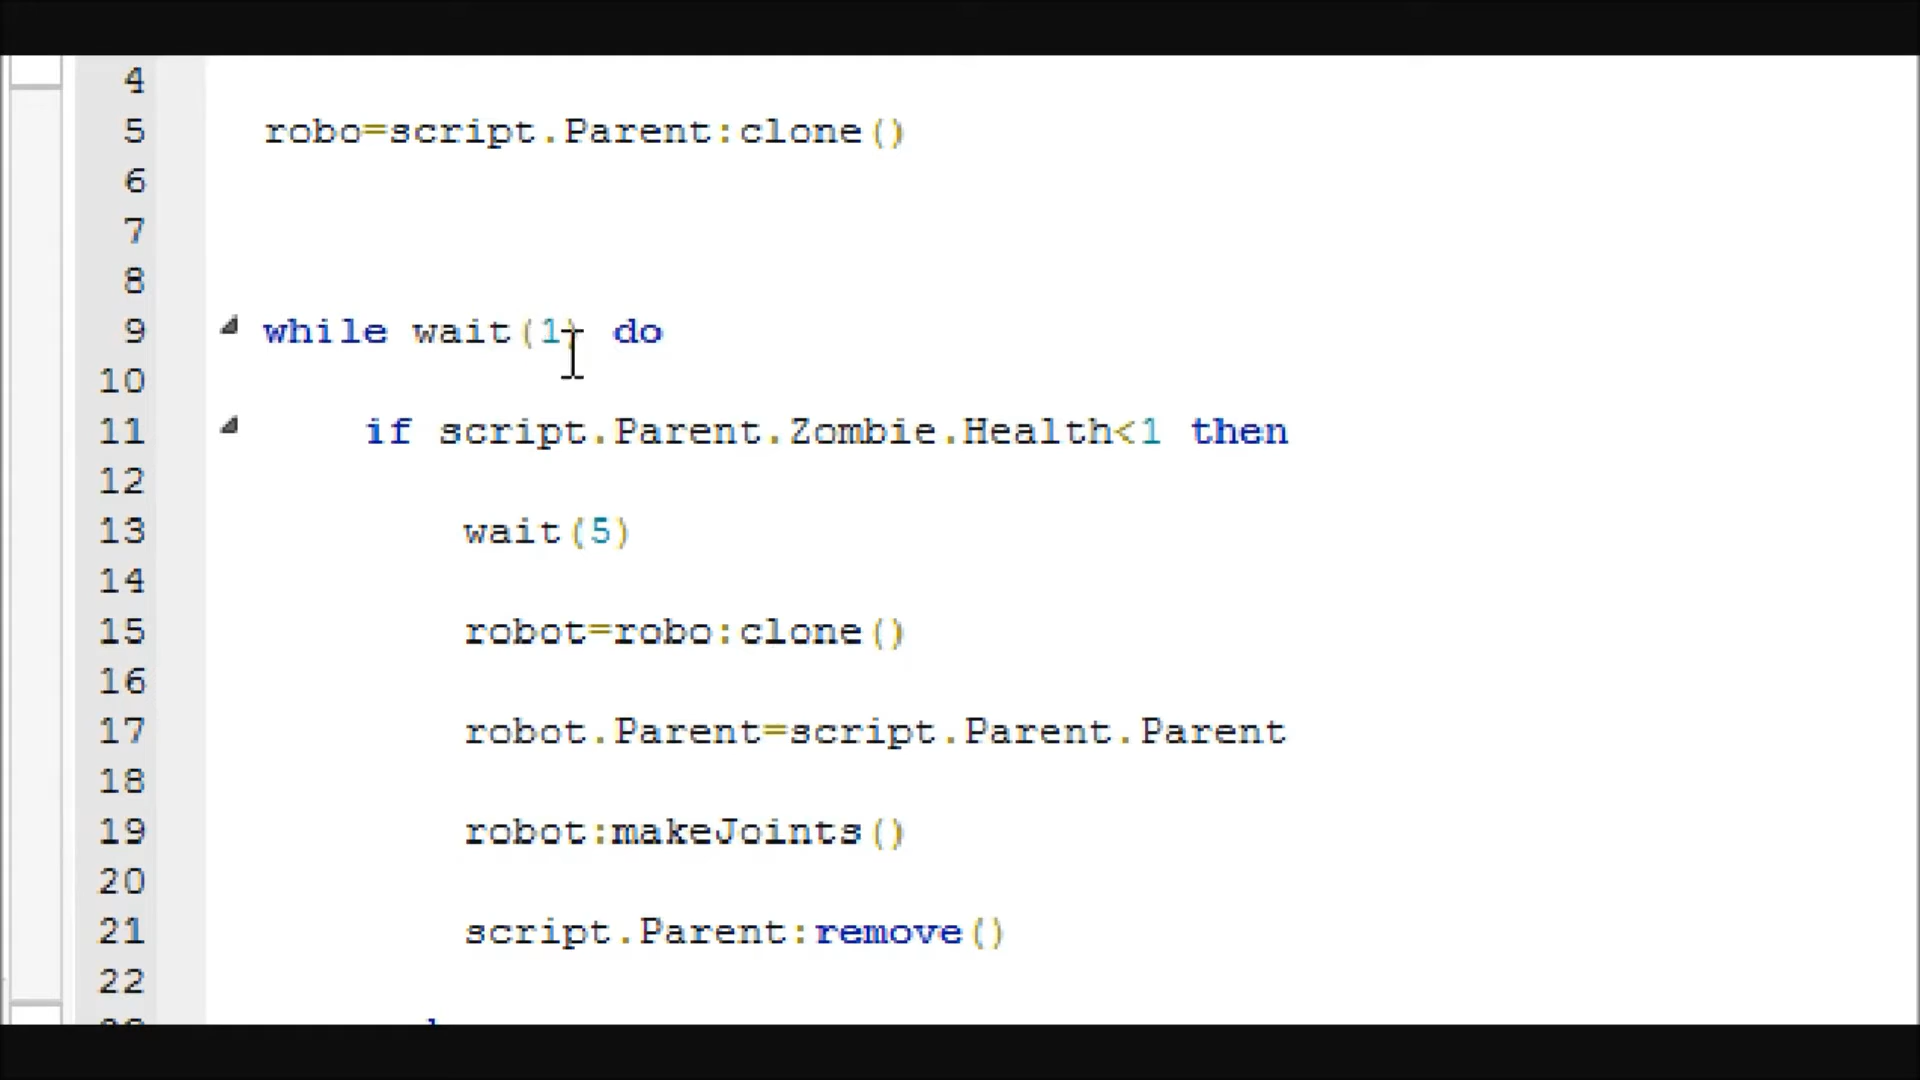 4
5 robo=script.Parent:clone()
6
7
8
9 while wait(1) do
10
11 if script.Parent.Zombie.Health<1 then
12
13 wait(5)
14
15 robot=robo:clone()
16
17 robot.Parent=script.Parent.Parent
18
19 robot:makeJoints()
20
21 script.Parent:remove()
22